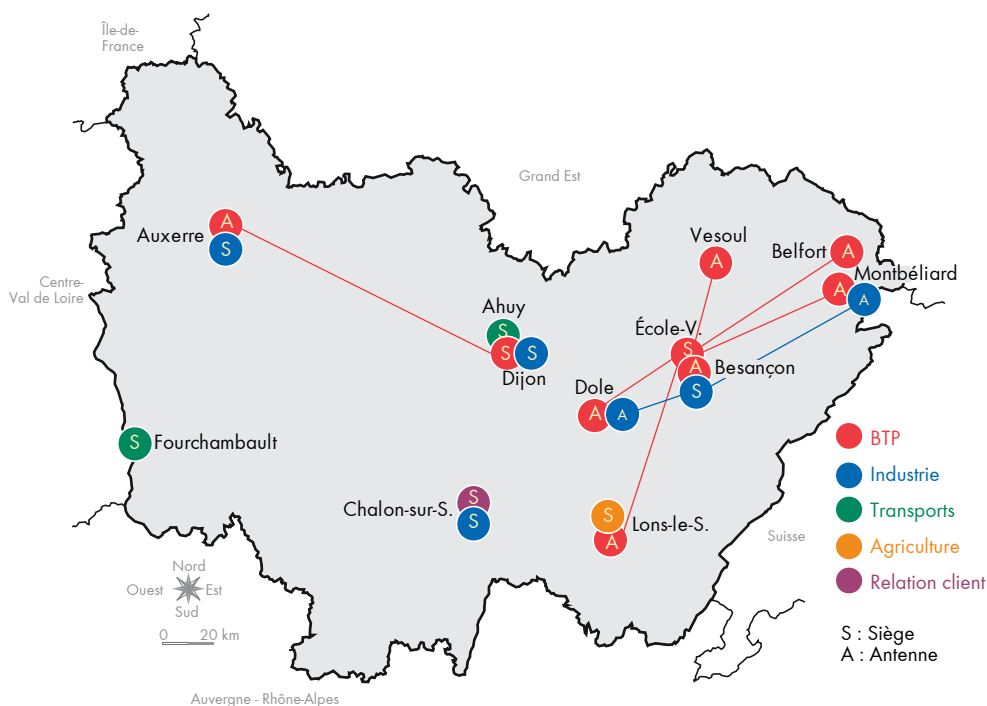 Île-de-
France
Grand Est
Auxerre
A
S
Vesoul
A
Belfort
A
Montbéliard
A
A
Centre-
Val de Loire
Ahuy
S
S
S
Dijon
École-V.
S
A
Besançon
S
Dole
A
A
S
Fourchambault
BTP
Industrie
Transports
Agriculture
Relation client
Chalon-sur-S.
S
S
S
Lons-le-S.
A
Suisse
Nord
Ouest
Est
Sud
0
20 km
S : Siège
A : Antenne
Auvergne - Rhône-Alpes